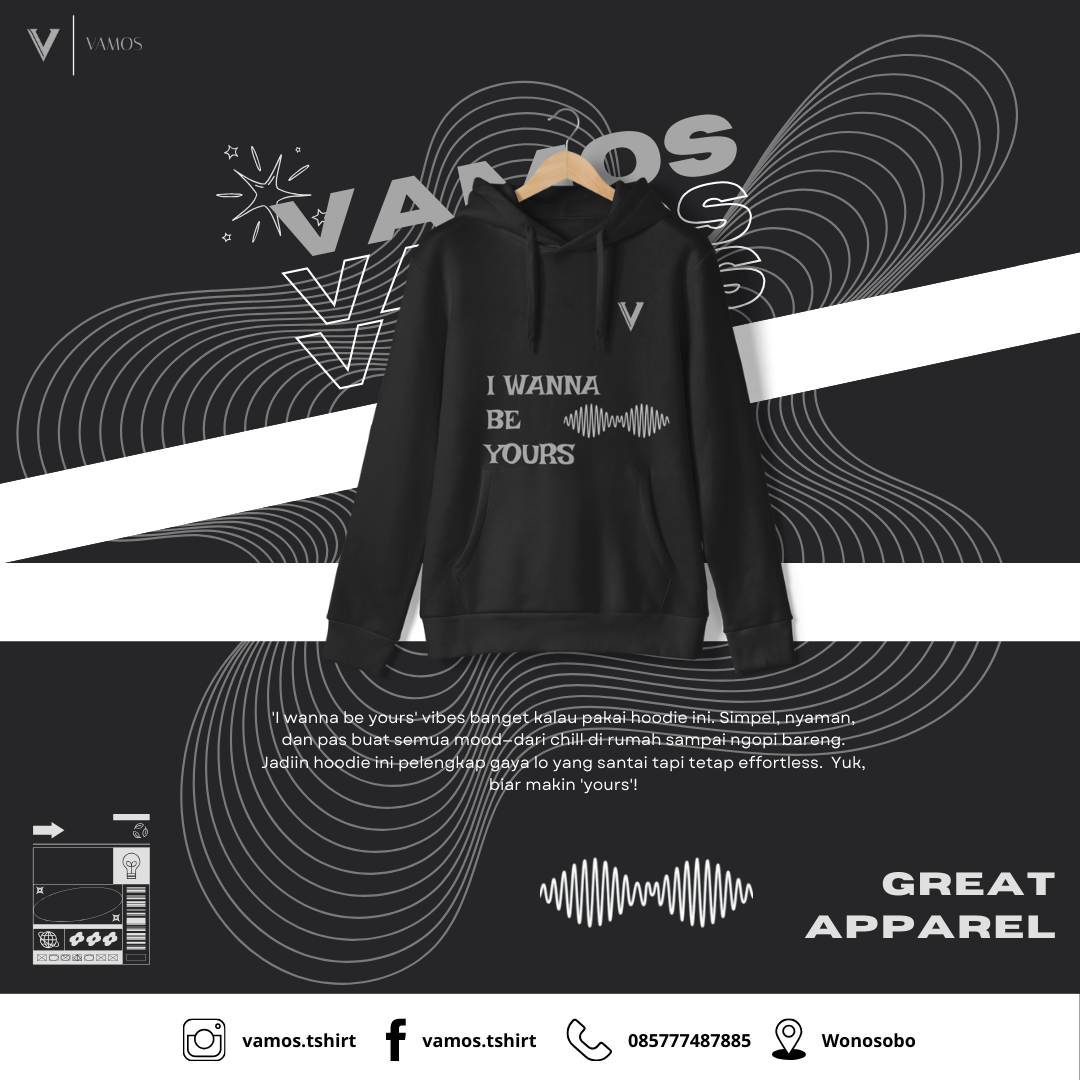 VAMOS
VAMOS
I WANNA
BE
YOURS
'I wanna be yours' vibes banget kalau pakai hoodie ini. Simpel, nyaman,
dan pas buat semua mood—dari chill di rumah sampai ngopi bareng.
Jadiin hoodie ini pelengkap gaya lo yang santai tapi tetap effortless. Yuk,
biar makin 'yours'!
GREAT
APPAREL
vamos.tshirt
vamos.tshirt
085777487885
Wonosobo